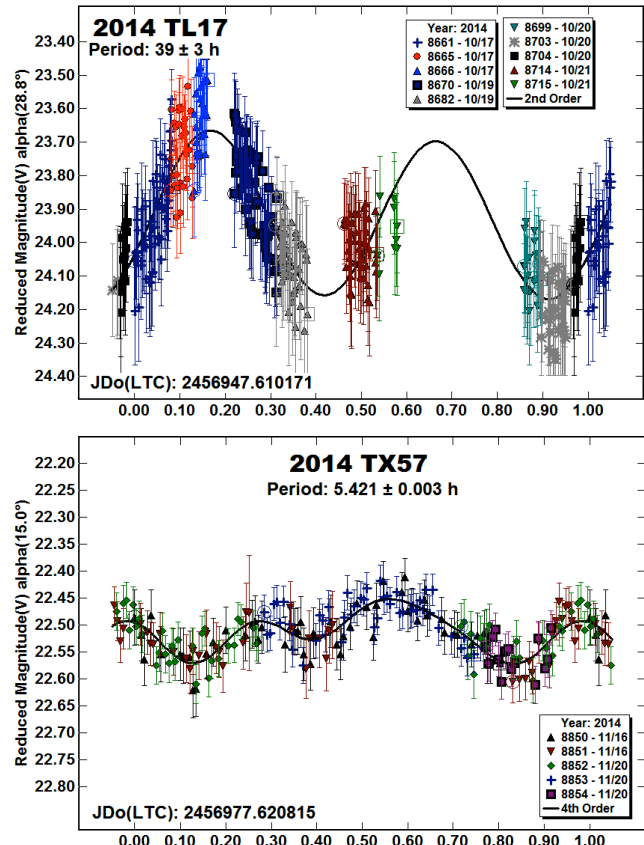 2014 TL17
Period: 39 ± 3 h
Year: 2014
8661 - 10/17
8665 - 10/17
8666 - 10/17
8670 - 10/19
8682 - 10/19
8699 - 10/20
8703 - 10/20
8704 - 10/20
8714 - 10/21
8715 - 10/21
2nd Order
Reduced Magnitude(V) alpha(28.8°)
23.40
23.50
23.60
23.70
23.80
23.90
24.00
24.10
24.20
24.30
24.40
JDo(LTC): 2456947.610171
0.00 0.10 0.20 0.30 0.40 0.50 0.60 0.70 0.80 0.90 1.00
2014 TX57
Period: 5.421 ± 0.003 h
Reduced Magnitude(V) alpha(15.0°)
22.20
22.25
22.30
22.35
22.40
22.45
22.50
22.55
22.60
22.65
22.70
22.75
22.80
Year: 2014
8850 - 11/16
8851 - 11/16
8852 - 11/20
8853 - 11/20
8854 - 11/20
4th Order
JDo(LTC): 2456977.620815
0.00 0.10 0.20 0.30 0.40 0.50 0.60 0.70 0.80 0.90 1.00